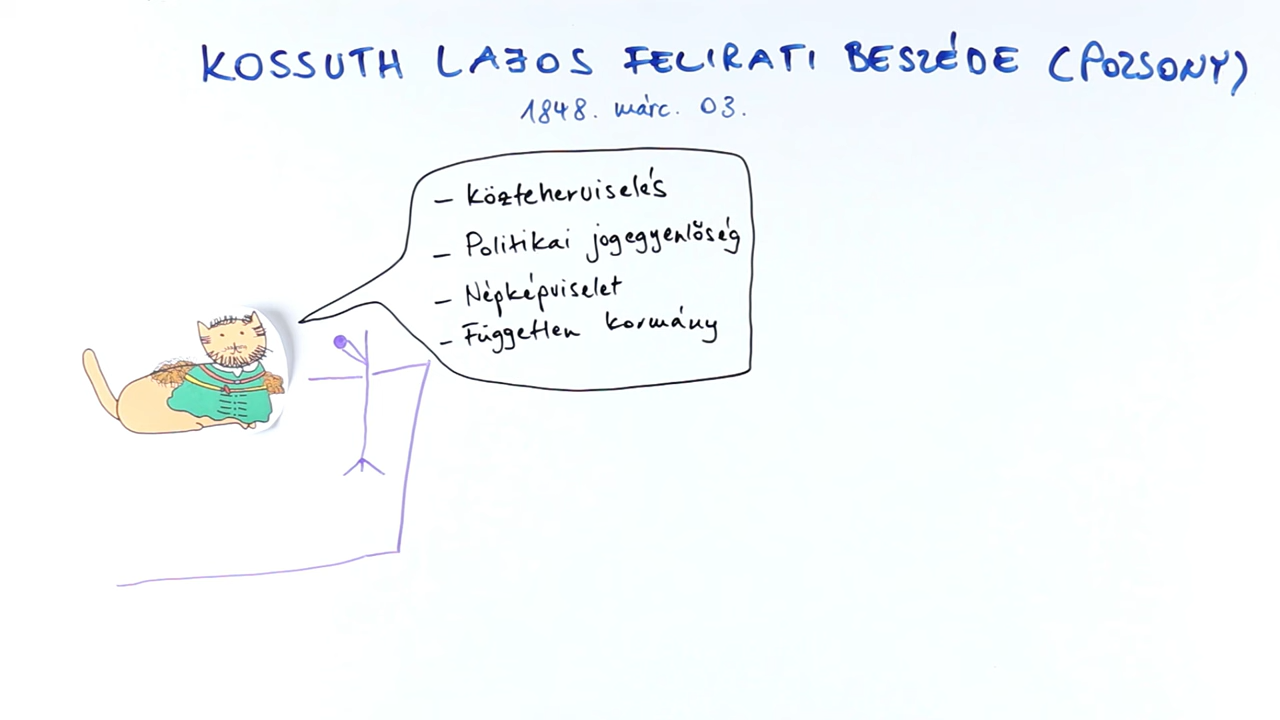 KOSSUTH LAJOS FELIRATI BESZÉDE (POZSONY)
1848. márc. 03.
- Közteherviselés
- Politikai jogegyenlőség
- Népképviselet
- Független kormány